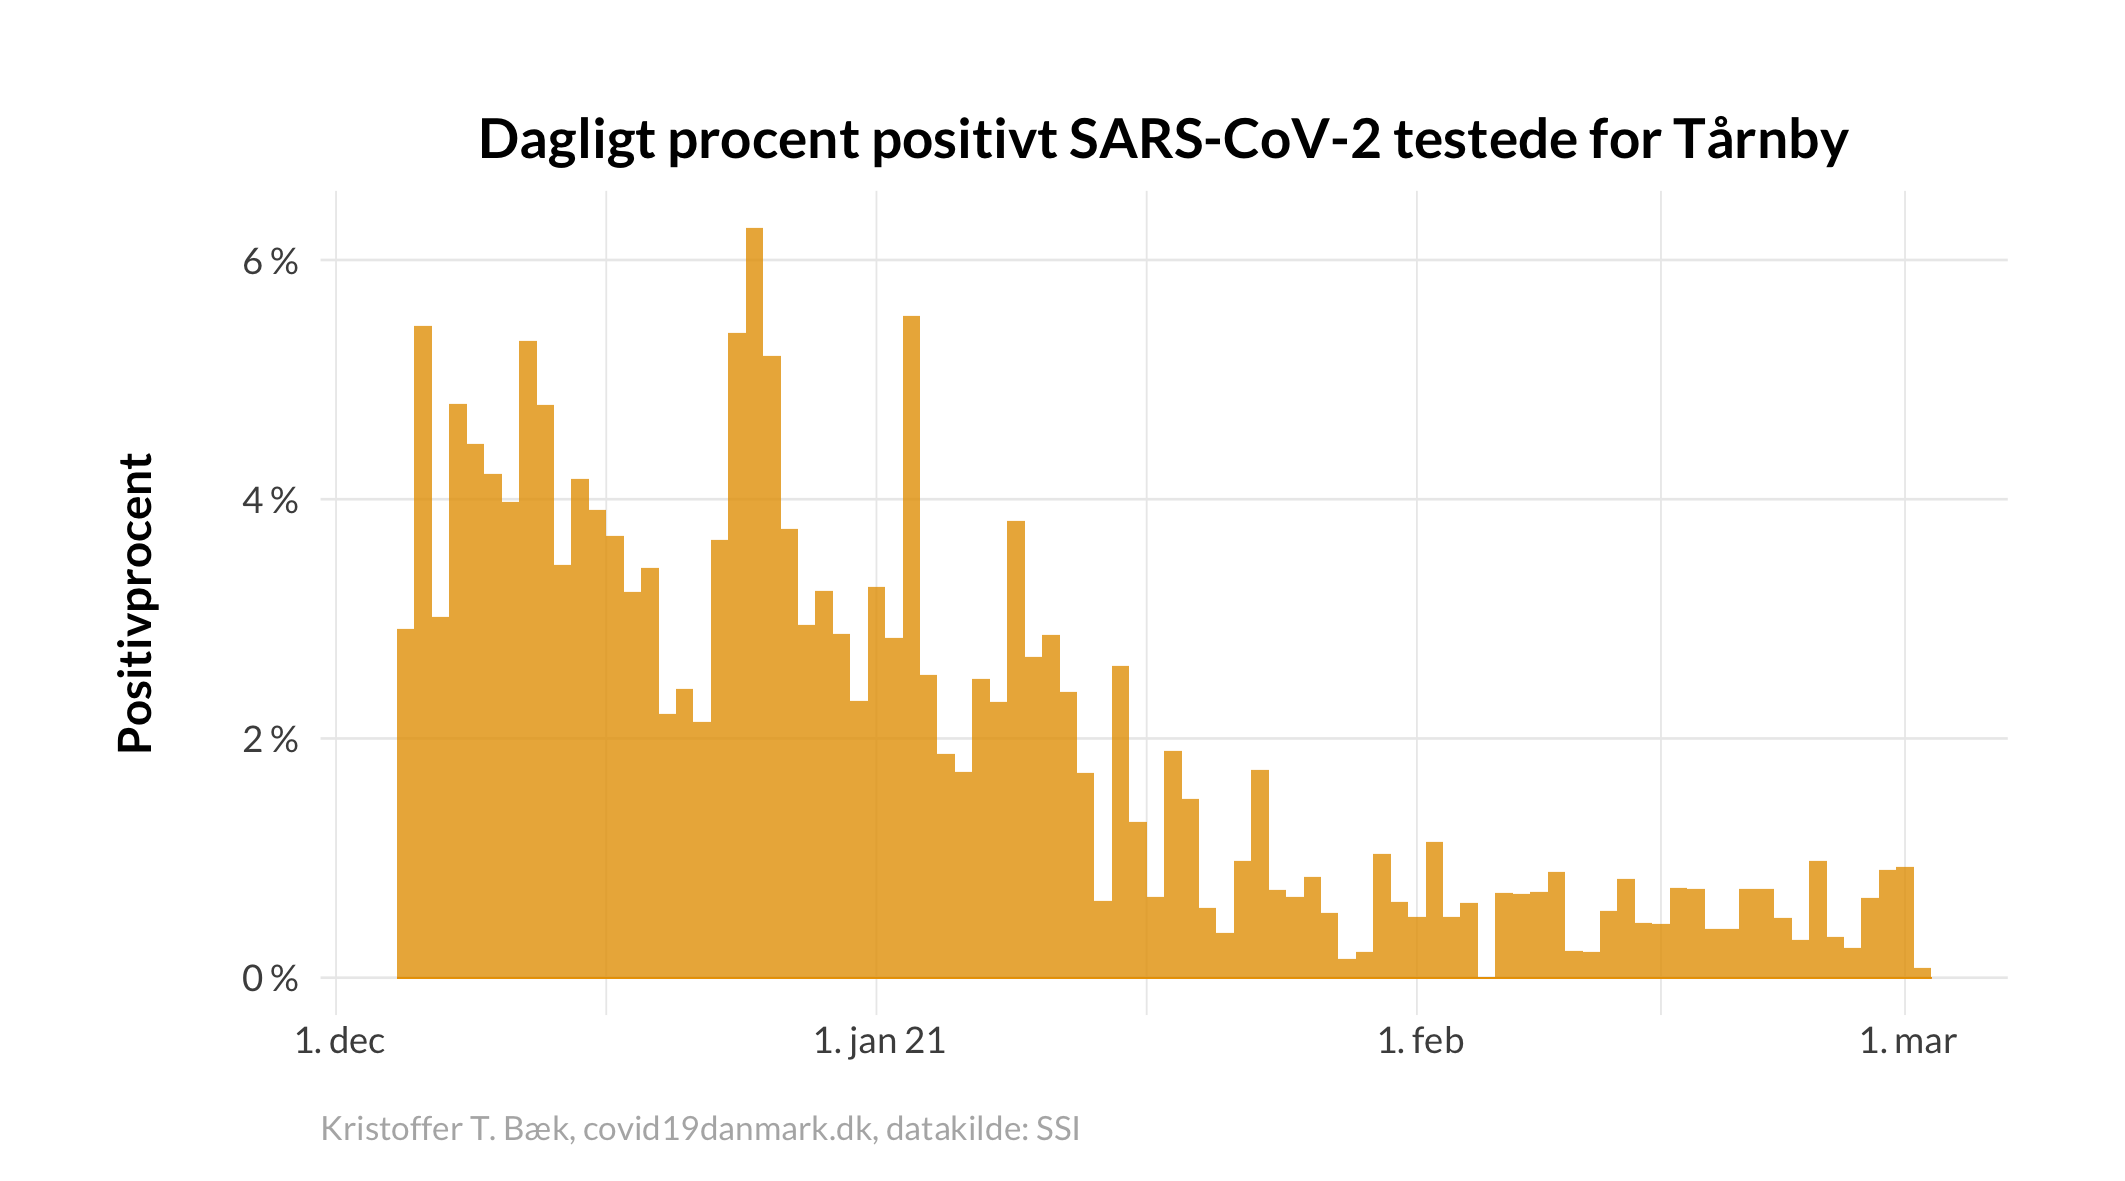 Dagligt procent positivt SARS-CoV-2 testede for Tårnby
Positivprocent
6 %
4 %
2 %
0 %
1. dec
1. jan 21
1. feb
1. mar
Kristoffer T. Bæk, covid19danmark.dk, datakilde: SSI